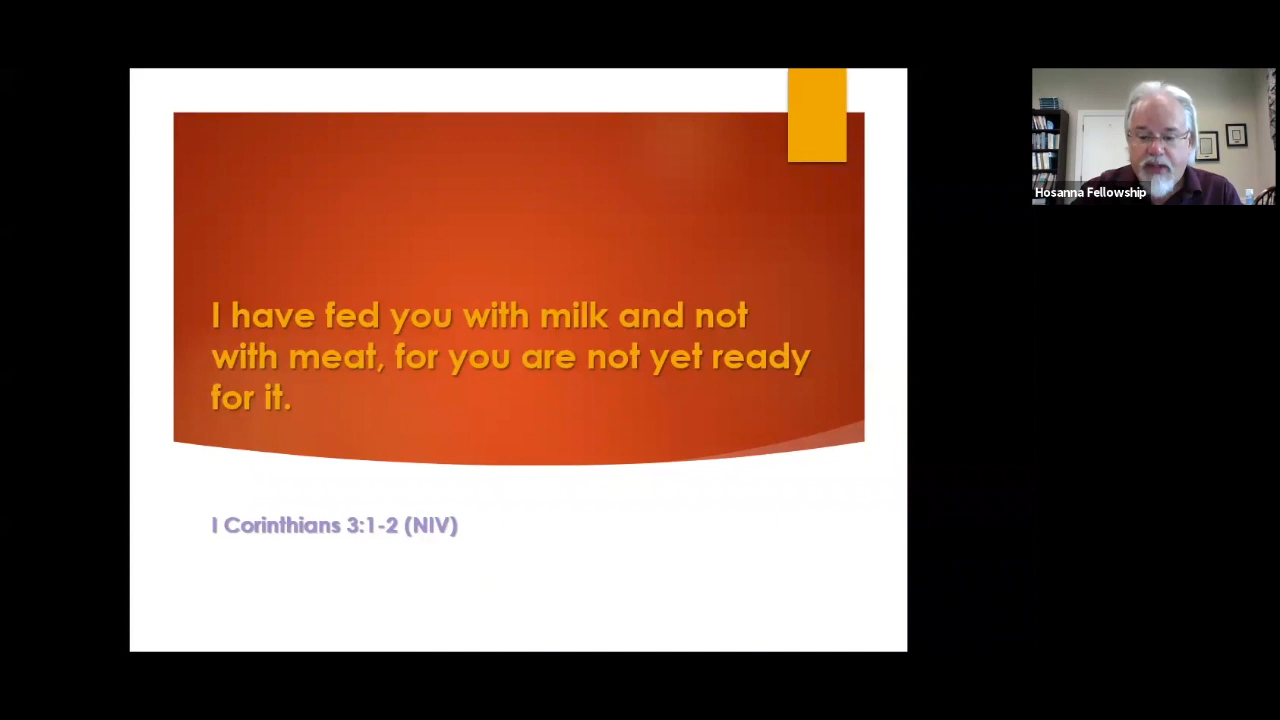 I have fed you with milk and not
with meat, for you are not yet ready
for it.
I Corinthians 3:1-2 (NIV)
Hosanna Fellowship